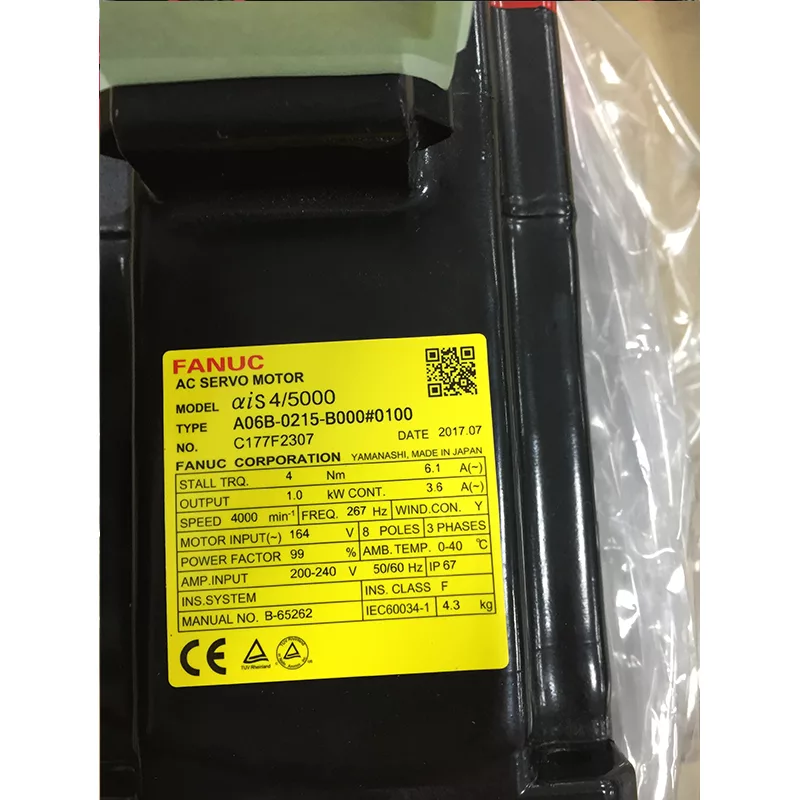 FANUC
AC SERVO MOTOR
MODEL αiS 4/5000
TYPE A06B-0215-B000#0100
NO. C177F2307 DATE 2017.07
FANUC CORPORATION YAMANASHI, MADE IN JAPAN
STALL TRQ. 4 Nm 6.1 A(~)
OUTPUT 1.0 kW CONT. 3.6 A(~)
SPEED 4000 min-1 FREQ. 267 Hz WIND.CON. Y
MOTOR INPUT(~) 164 V 8 POLES 3 PHASES
POWER FACTOR 99 % AMB.TEMP. 0-40 ℃
AMP.INPUT 200-240 V 50/60 Hz IP 67
INS.SYSTEM INS. CLASS F
MANUAL NO. B-65262 IEC60034-1 4.3 kg
CE TUV Rheinland